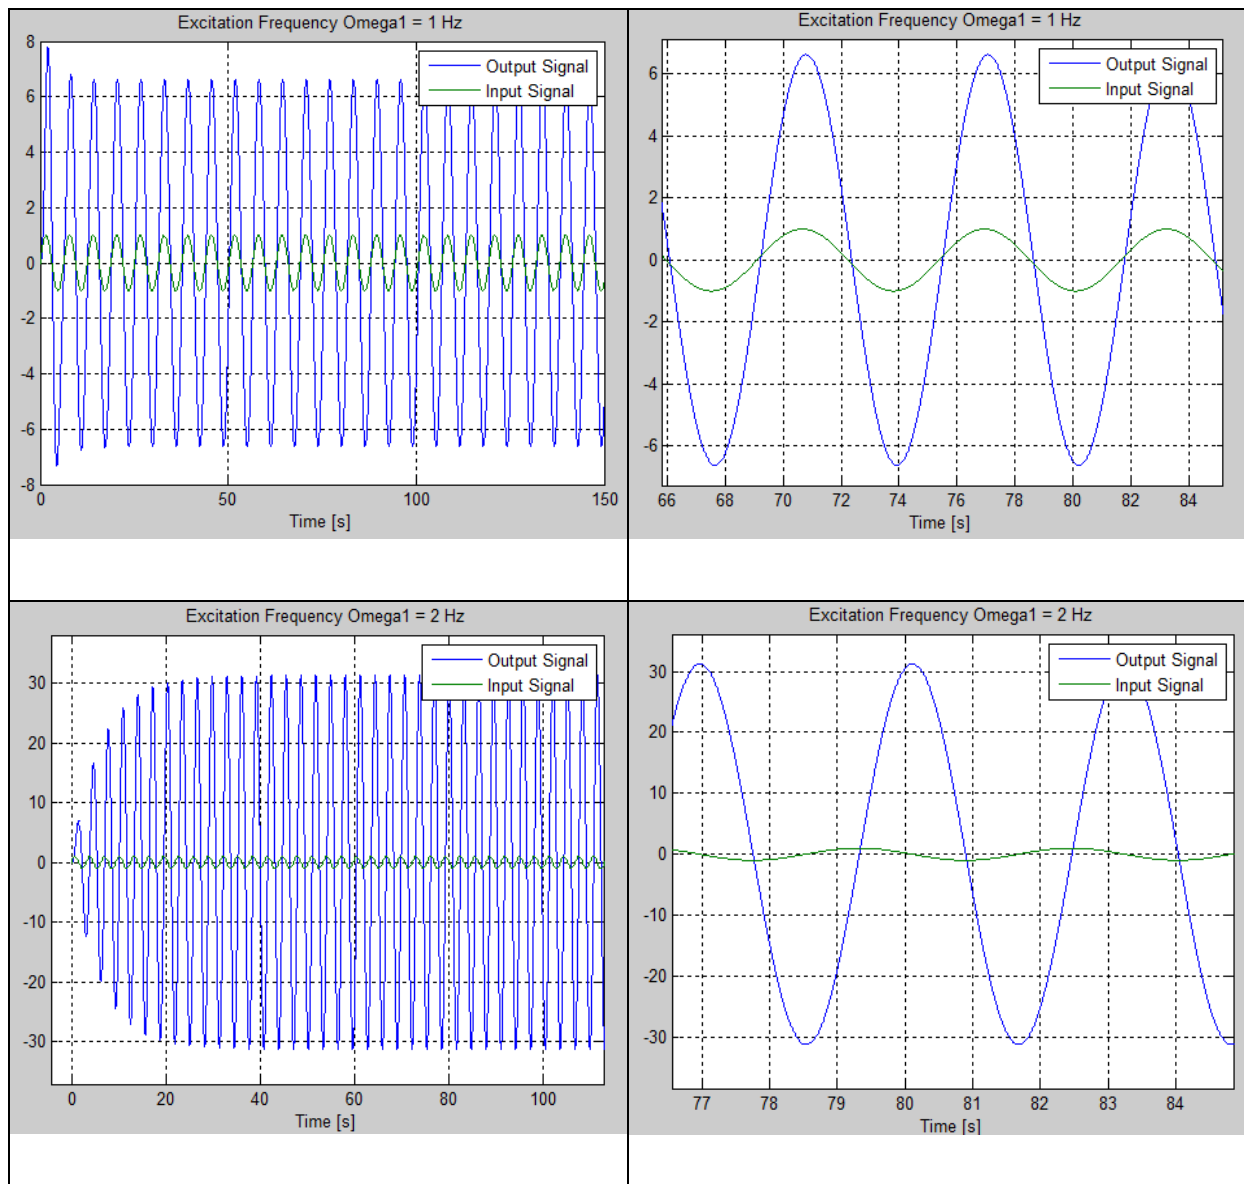 Excitation Frequency Omega1 = 1 Hz
Output Signal
Input Signal
8
6
4
2
0
-2
-4
-6
-8
0 50 100 150
Time [s]
Excitation Frequency Omega1 = 1 Hz
Output Signal
Input Signal
6
4
2
0
-2
-4
-6
66 68 70 72 74 76 78 80 82 84
Time [s]
Excitation Frequency Omega1 = 2 Hz
Output Signal
Input Signal
30
20
10
0
-10
-20
-30
0 20 40 60 80 100
Time [s]
Excitation Frequency Omega1 = 2 Hz
Output Signal
Input Signal
30
20
10
0
-10
-20
-30
77 78 79 80 81 82 83 84
Time [s]